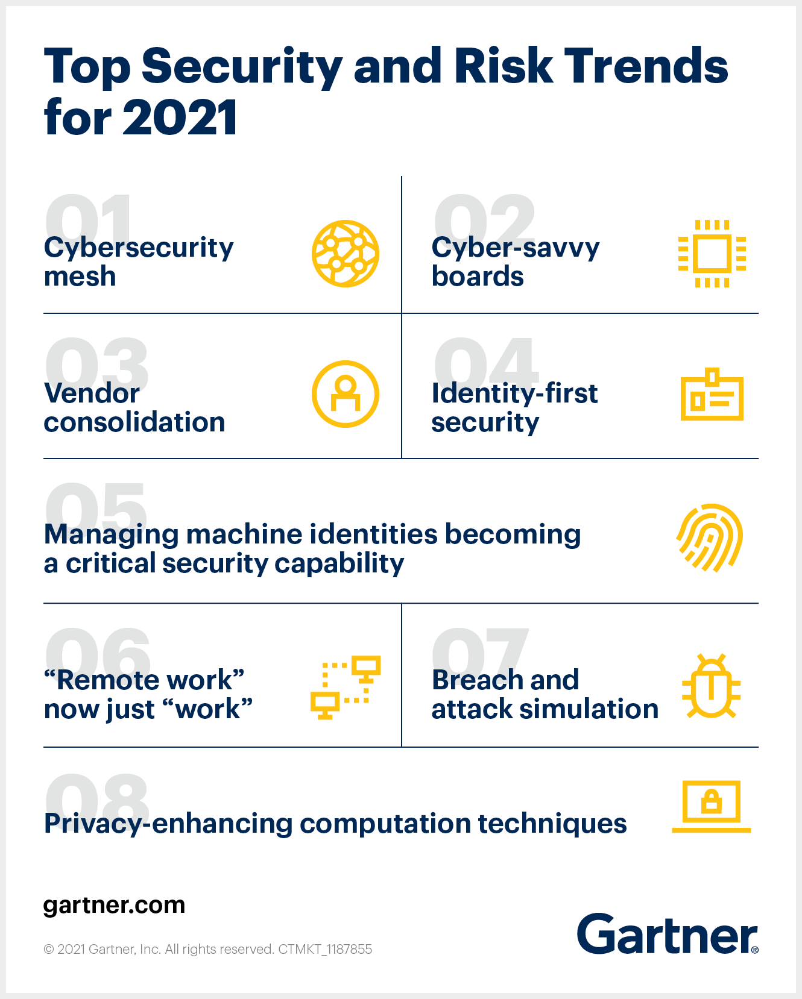 Top Security and Risk Trends
for 2021
01
Cybersecurity
mesh
02
Cyber-savvy
boards
03
Vendor
consolidation
04
Identity-first
security
05
Managing machine identities becoming
a critical security capability
06
“Remote work”
now just “work”
07
Breach and
attack simulation
08
Privacy-enhancing computation techniques
gartner.com
© 2021 Gartner, Inc. All rights reserved. CTMKT_1187855
Gartner®